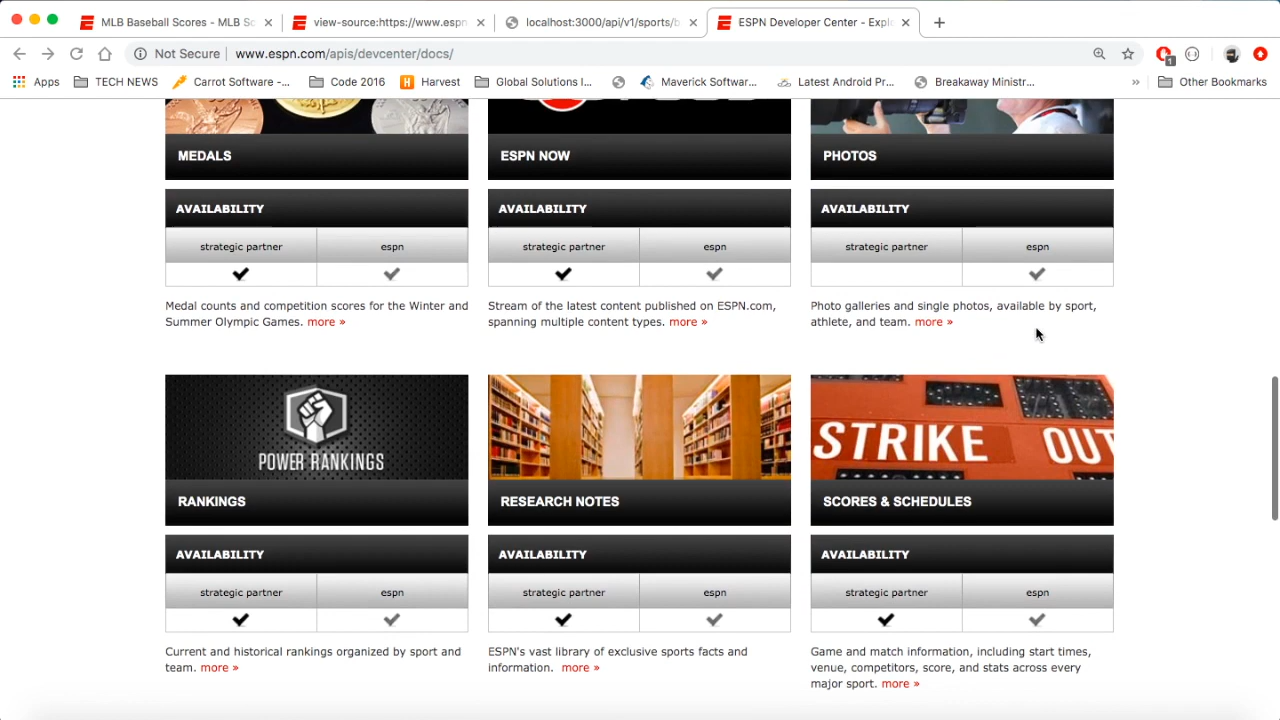 MLB Baseball Scores - MLB Sc
view-source:https://www.espn
localhost:3000/api/v1/sports/b
ESPN Developer Center - Explo
Not Secure
www.espn.com/apis/devcenter/docs/
1
Apps
TECH NEWS
Carrot Software -...
Code 2016
H
Harvest
Global Solutions I...
Maverick Softwar...
Latest Android Pr...
Breakaway Ministr...
»
Other Bookmarks
MEDALS
ESPN NOW
PHOTOS
AVAILABILITY
AVAILABILITY
AVAILABILITY
strategic partner
espn
strategic partner
espn
strategic partner
espn
Medal counts and competition scores for the Winter and
Summer Olympic Games. more »
Stream of the latest content published on ESPN.com,
spanning multiple content types. more »
Photo galleries and single photos, available by sport,
athlete, and team. more »
POWER RANKINGS
STRIKE OUT
RANKINGS
RESEARCH NOTES
SCORES & SCHEDULES
AVAILABILITY
AVAILABILITY
AVAILABILITY
strategic partner
espn
strategic partner
espn
strategic partner
espn
Current and historical rankings organized by sport and
team. more »
ESPN's vast library of exclusive sports facts and
information. more »
Game and match information, including start times,
venue, competitors, score, and stats across every
major sport. more »